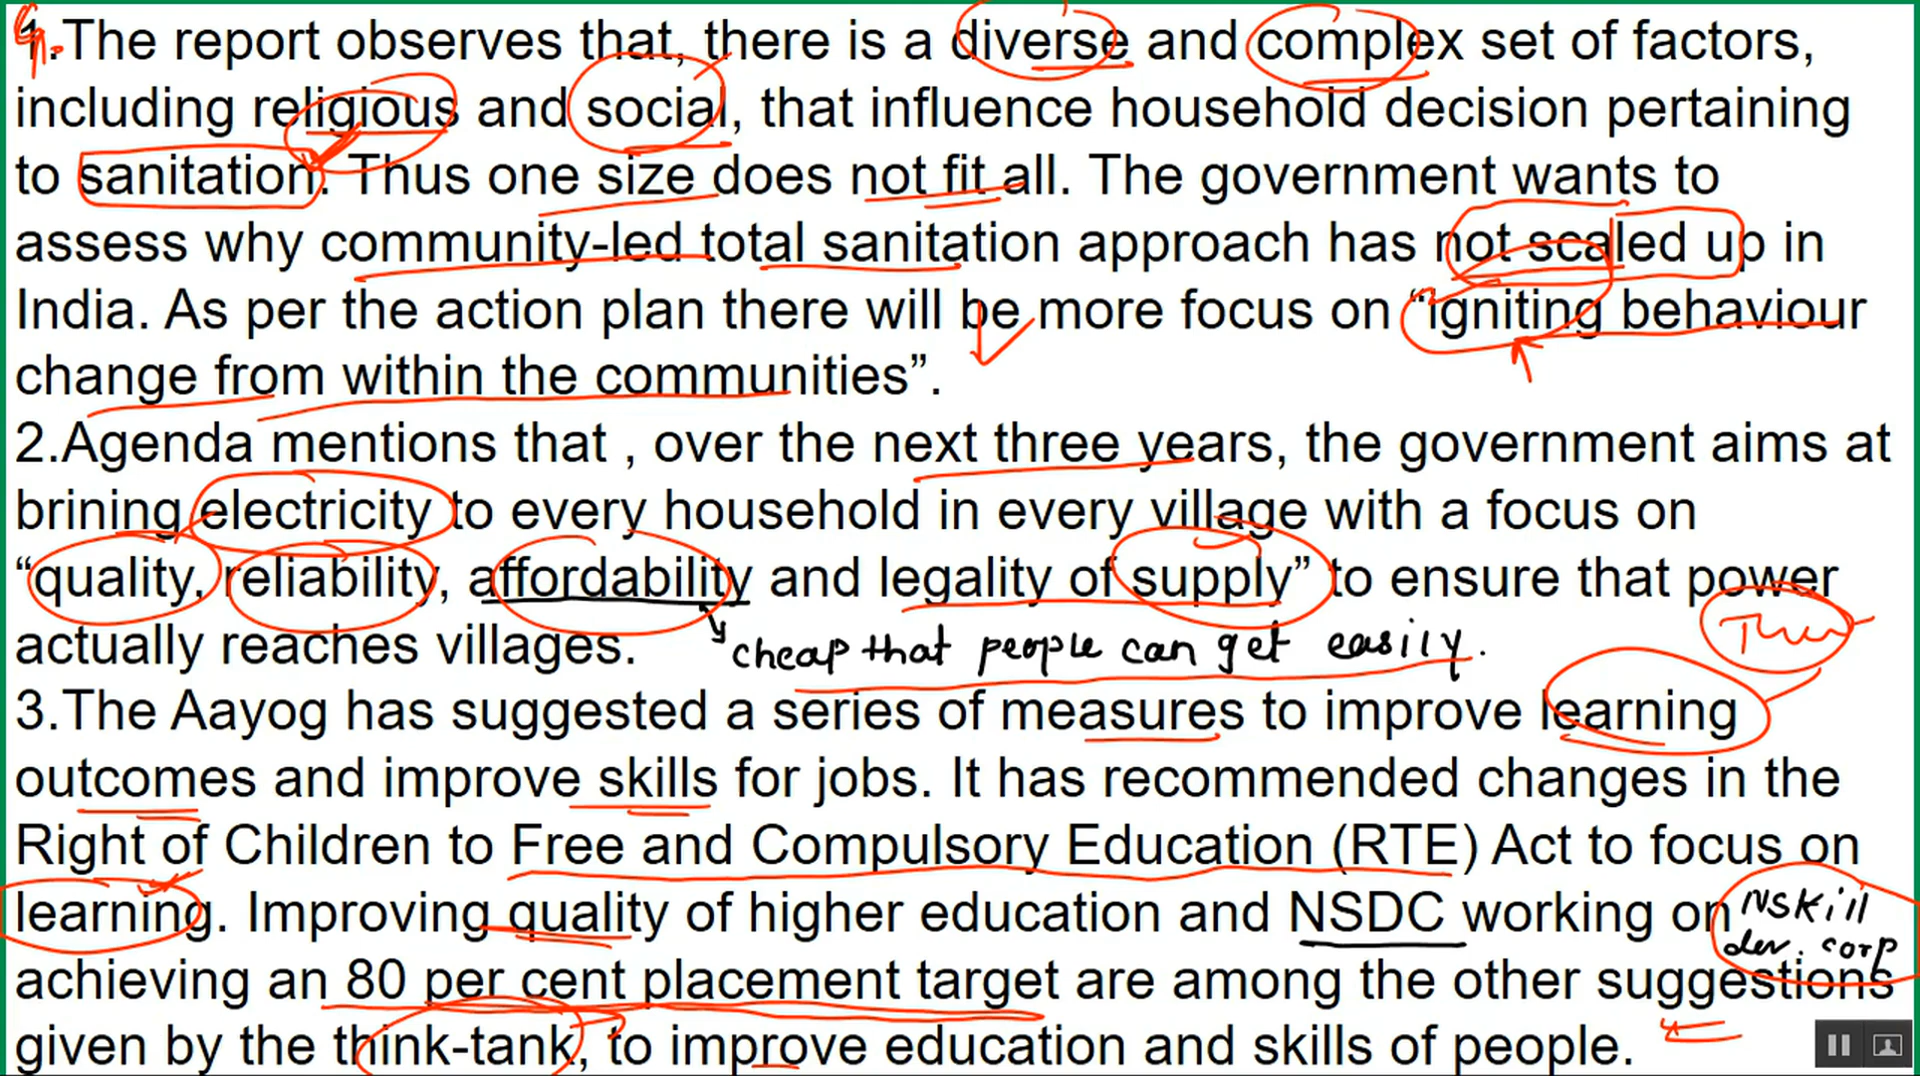 1.The report observes that, there is a diverse and complex set of factors,
including religious and social, that influence household decision pertaining
to sanitation. Thus one size does not fit all. The government wants to
assess why community-led total sanitation approach has not scaled up in
India. As per the action plan there will be more focus on “igniting behaviour
change from within the communities”.
2.Agenda mentions that , over the next three years, the government aims at
brining electricity to every household in every village with a focus on
“quality, reliability, affordability and legality of supply” to ensure that power
actually reaches villages.
cheap that people can get easily.
3.The Aayog has suggested a series of measures to improve learning
outcomes and improve skills for jobs. It has recommended changes in the
Right of Children to Free and Compulsory Education (RTE) Act to focus on
learning. Improving quality of higher education and NSDC working on
NSkill
dev. corp
achieving an 80 per cent placement target are among the other suggestions
given by the think-tank, to improve education and skills of people.